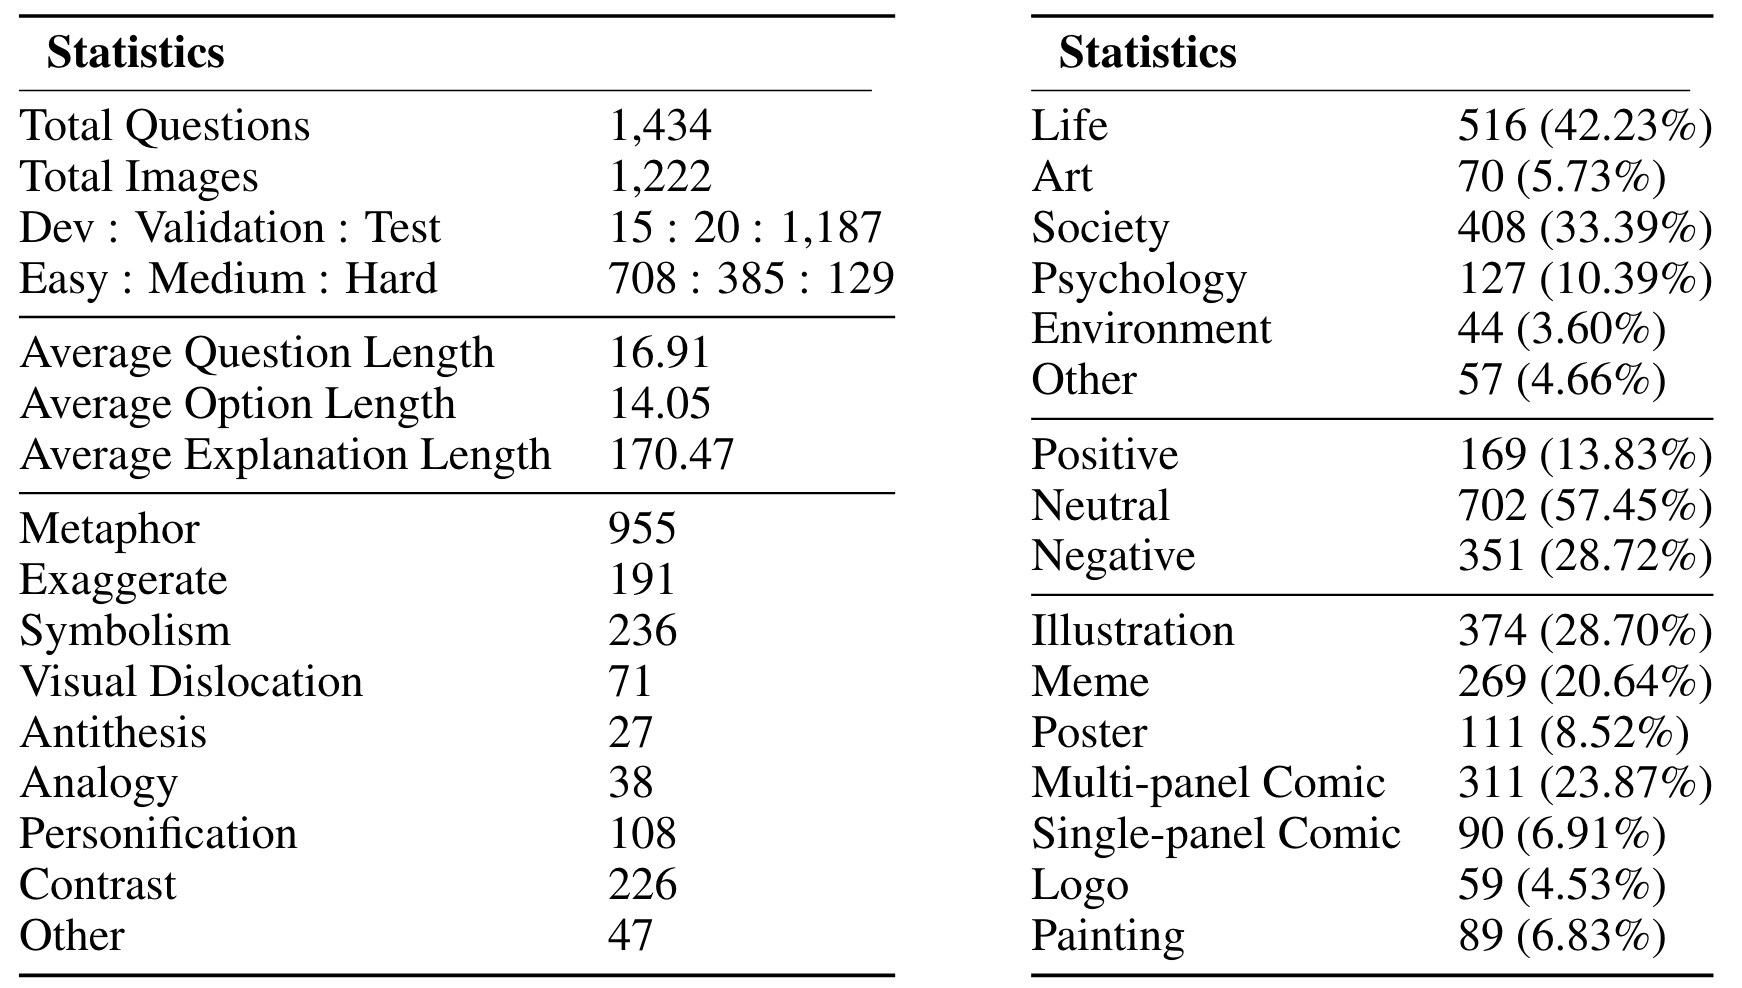 Statistics
Total Questions 1,434
Total Images 1,222
Dev : Validation : Test 15 : 20 : 1,187
Easy : Medium : Hard 708 : 385 : 129
Average Question Length 16.91
Average Option Length 14.05
Average Explanation Length 170.47
Metaphor 955
Exaggerate 191
Symbolism 236
Visual Dislocation 71
Antithesis 27
Analogy 38
Personification 108
Contrast 226
Other 47
Statistics
Life 516 (42.23%)
Art 70 (5.73%)
Society 408 (33.39%)
Psychology 127 (10.39%)
Environment 44 (3.60%)
Other 57 (4.66%)
Positive 169 (13.83%)
Neutral 702 (57.45%)
Negative 351 (28.72%)
Illustration 374 (28.70%)
Meme 269 (20.64%)
Poster 111 (8.52%)
Multi-panel Comic 311 (23.87%)
Single-panel Comic 90 (6.91%)
Logo 59 (4.53%)
Painting 89 (6.83%)